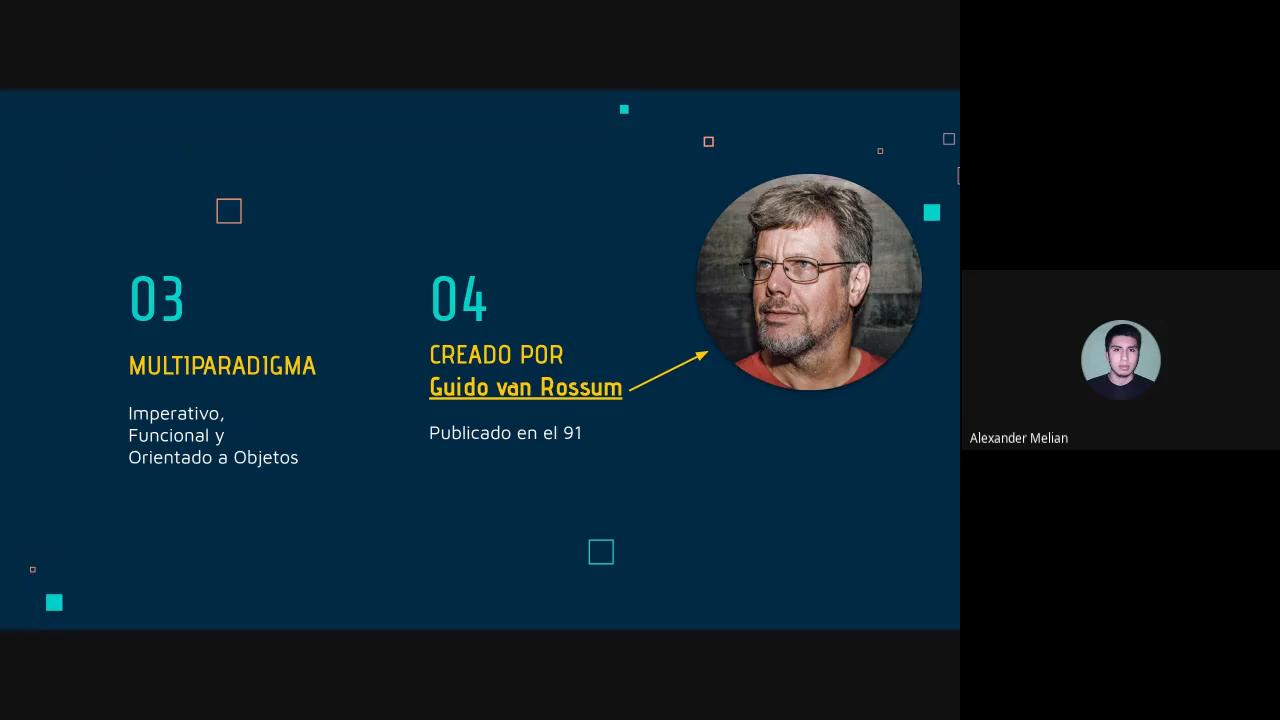 03
MULTIPARADIGMA
Imperativo,
Funcional y
Orientado a Objetos
04
CREADO POR
Guido van Rossum
Publicado en el 91
Alexander Melian